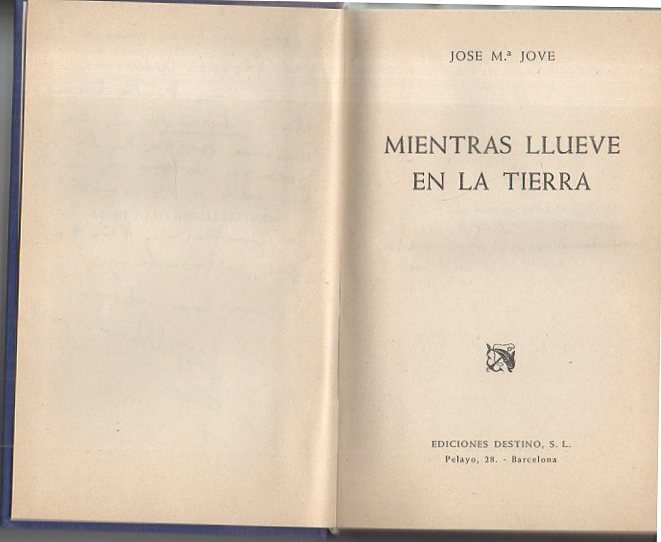 JOSE M.ª JOVE
MIENTRAS LLUEVE
EN LA TIERRA
EDICIONES DESTINO, S. L.
Pelayo, 28. - Barcelona